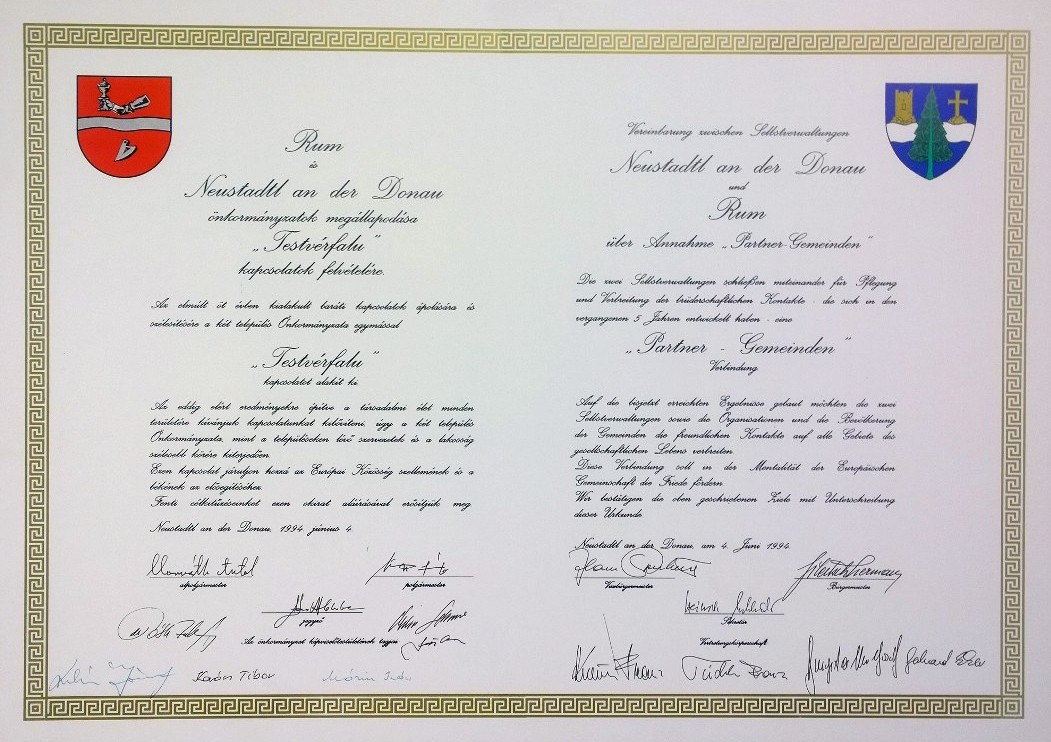 Rum
és
Neustadtl an der Donau
önkormányzatok megállapodása
„Testvérfalu”
kapcsolatok felvételére.
Az elmúlt öt évben kialakult baráti kapcsolatok ápolására és
szélesítésére a két település Önkormányzata egymással
„Testvérfalu”
kapcsolatot alakít ki.
Az eddig elért eredményekre építve a társadalmi élet minden
területére kívánjuk kapcsolatunkat kibővíteni, úgy a két település
Önkormányzata, mint a településeken lévő szervezetek és a lakosság
szélesebb körére kiterjedően.
Ezen kapcsolat járuljon hozzá az Európai Közösség szellemének és a
békének az elősegítéséhez.
Fenti célkitűzéseinket ezen okirat aláírásával erősítjük meg.
Neustadtl an der Donau, 1994. június 4.
Horváth Antal
alpolgármester
polgármester
jegyző
Az önkormányzat képviselőtestületének tagjai
Kovács Tibor
Vereinbarung zwischen Selbstverwaltungen
Neustadtl an der Donau
und
Rum
über Annahme „Partner-Gemeinden”
Die zwei Selbstverwaltungen schließen miteinander für Pflegung
und Verbreitung der brüderschaftlichen Kontakte - die sich in den
vergangenen 5 Jahren entwickelt haben - eine
„Partner - Gemeinden”
Verbindung
Auf die bisjetzt erreichten Ergebnisse gebaut möchten die zwei
Selbstverwaltungen sowie die Organisationen und die Bevölkerung
der Gemeinden die freundlichen Kontakte auf alle Gebiete des
gesellschaftlichen Lebens verbreiten.
Diese Verbindung soll in der Mentalität der Europäischen
Gemeinschaft die Friede fördern.
Wir bestätigen die oben geschriebenen Ziele mit Unterschreibung
dieser Urkunde.
Neustadtl an der Donau, am 4. Juni 1994.
Vizebürgermeister
Bürgermeister
Sekretär
Vertretungskörperschaft